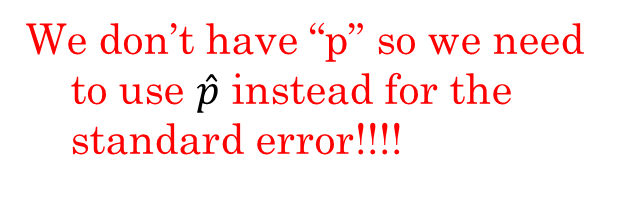 We don’t have “p” so we need
to use p̂ instead for the
standard error!!!!